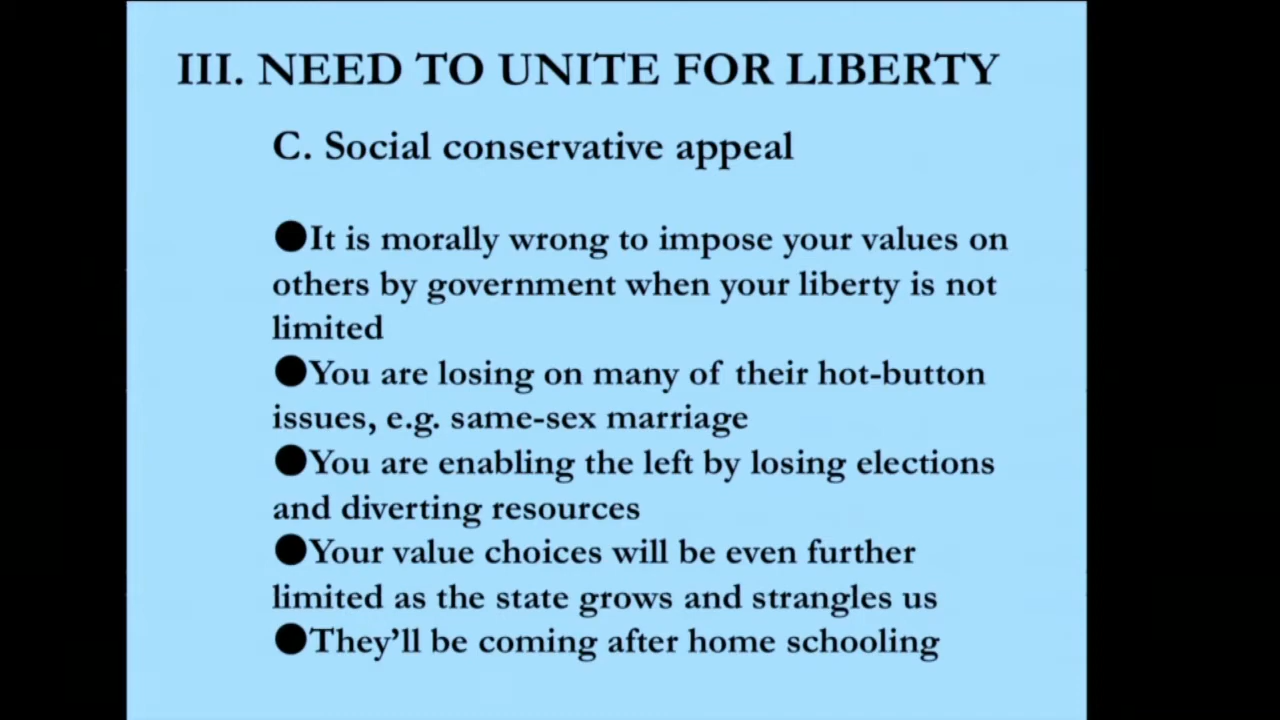 III. NEED TO UNITE FOR LIBERTY
C. Social conservative appeal
●It is morally wrong to impose your values on
others by government when your liberty is not
limited
●You are losing on many of their hot-button
issues, e.g. same-sex marriage
●You are enabling the left by losing elections
and diverting resources
●Your value choices will be even further
limited as the state grows and strangles us
●They’ll be coming after home schooling